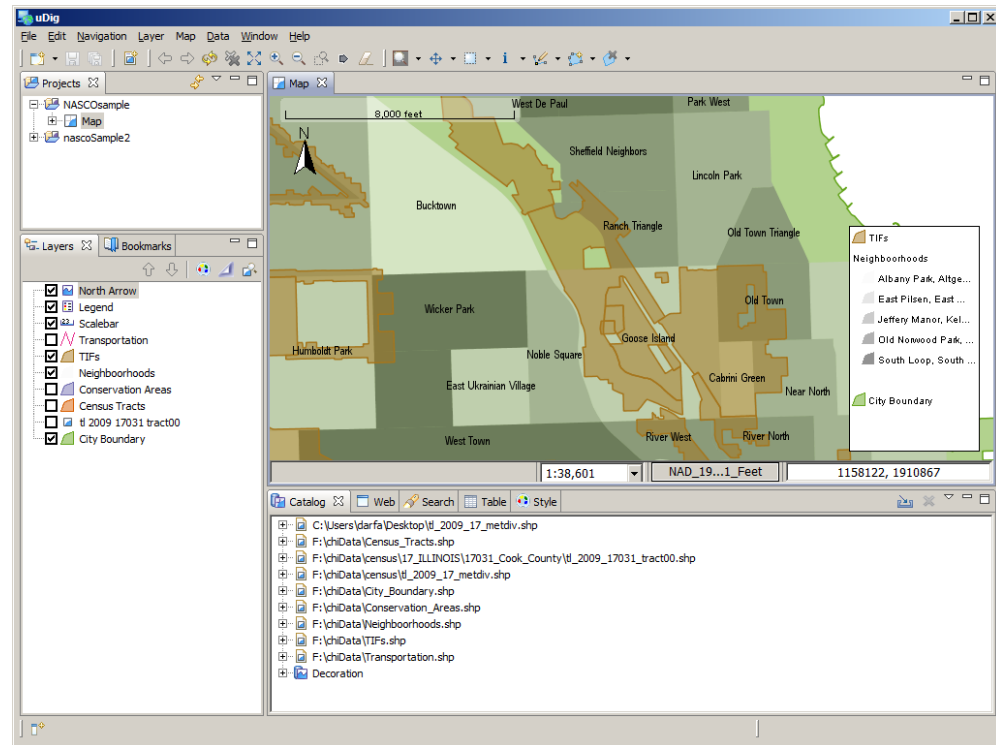 uDig
File Edit Navigation Layer Map Data Window Help
Projects
NASCOsample
Map
nascoSample2
Layers Bookmarks
North Arrow
Legend
Scalebar
Transportation
TIFs
Neighboorhoods
Conservation Areas
Census Tracts
tl 2009 17031 tract00
City Boundary
Map
8,000 feet
N
West De Paul
Park West
Sheffield Neighbors
Lincoln Park
Bucktown
Ranch Triangle
Old Town Triangle
Wicker Park
Old Town
Goose Island
Humboldt Park
Noble Square
East Ukrainian Village
Cabrini Green
Near North
West Town
River West
River North
TIFs
Neighboorhoods
Albany Park, Altge...
East Pilsen, East ...
Jeffery Manor, Kel...
Old Norwood Park, ...
South Loop, South ...
City Boundary
1:38,601 NAD_19...1_Feet 1158122, 1910867
Catalog Web Search Table Style
C:\Users\darfa\Desktop\tl_2009_17_metdiv.shp
F:\chiData\Census_Tracts.shp
F:\chiData\census\17_ILLINOIS\17031_Cook_County\tl_2009_17031_tract00.shp
F:\chiData\census\tl_2009_17_metdiv.shp
F:\chiData\City_Boundary.shp
F:\chiData\Conservation_Areas.shp
F:\chiData\Neighboorhoods.shp
F:\chiData\TIFs.shp
F:\chiData\Transportation.shp
Decoration